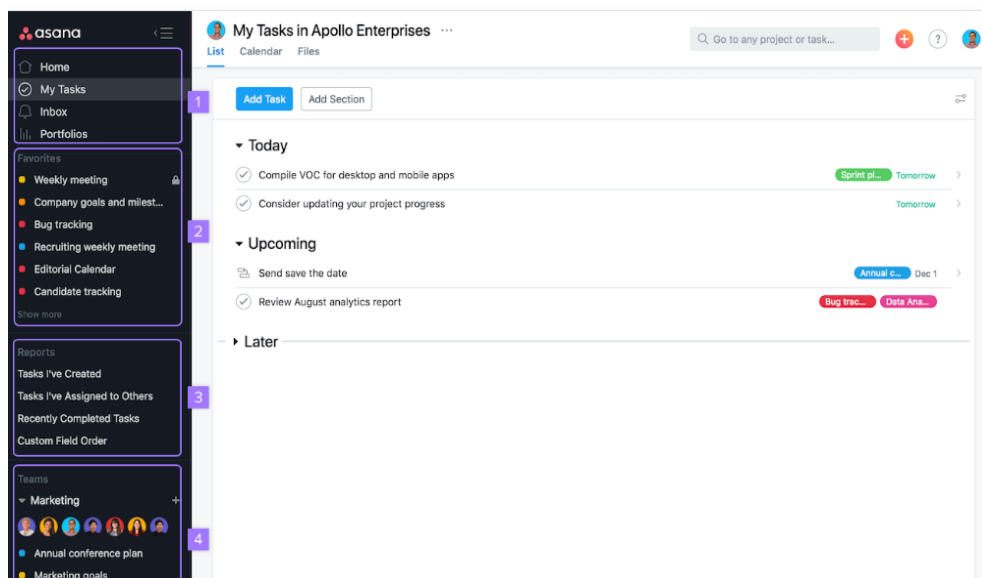 asana
Home
My Tasks
Inbox
Portfolios
1
Favorites
Weekly meeting
Company goals and milest...
Bug tracking
Recruiting weekly meeting
Editorial Calendar
Candidate tracking
Show more
2
Reports
Tasks I've Created
Tasks I've Assigned to Others
Recently Completed Tasks
Custom Field Order
3
Teams
Marketing +
Annual conference plan
Marketing goals
4
My Tasks in Apollo Enterprises ...
List Calendar Files
Go to any project or task...
+ ?
Add Task Add Section
Today
Compile VOC for desktop and mobile apps Sprint pl... Tomorrow
Consider updating your project progress Tomorrow
Upcoming
Send save the date Annual c... Dec 1
Review August analytics report Bug trac... Data Ana...
Later